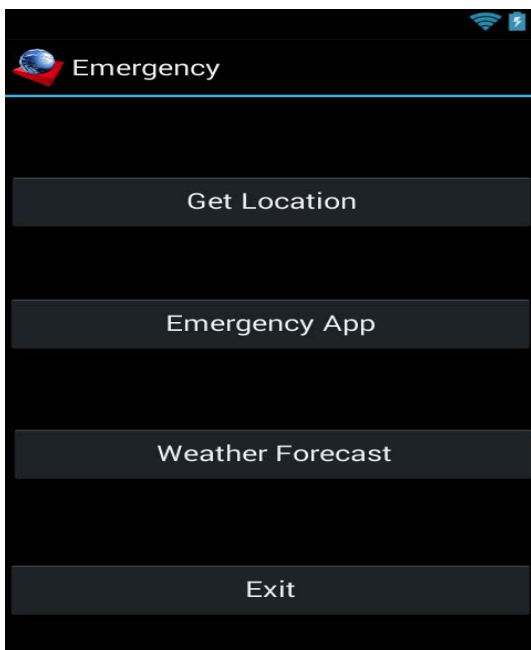 Emergency
Get Location
Emergency App
Weather Forecast
Exit